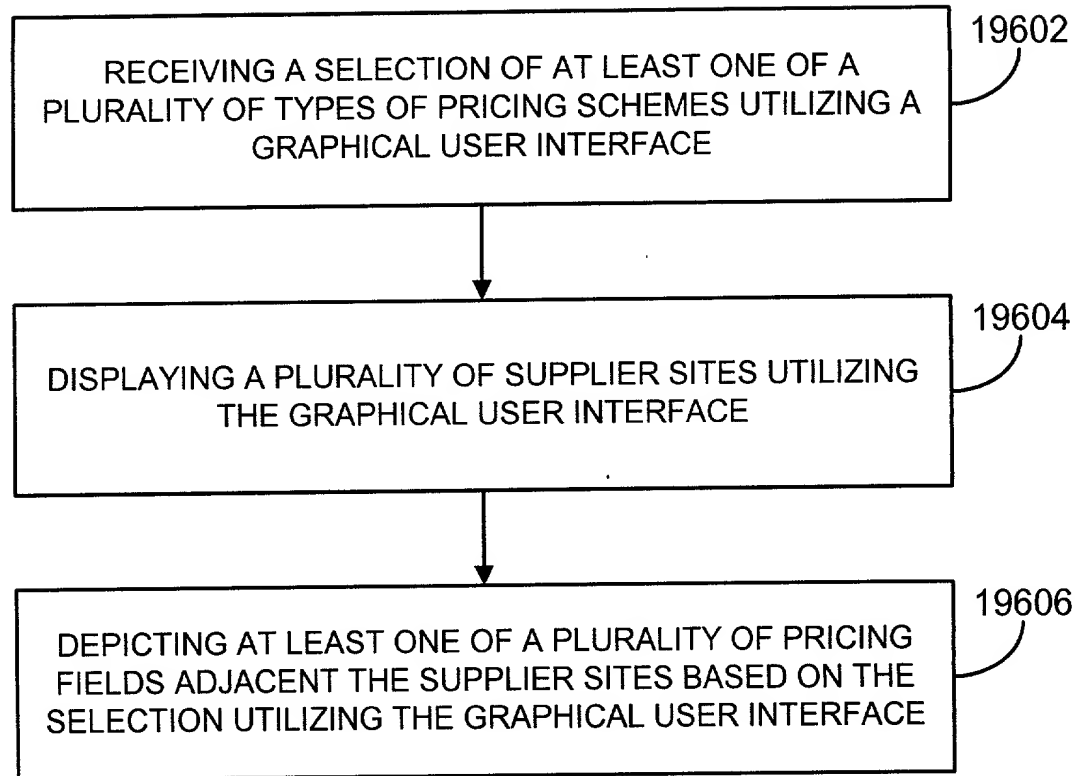 19602
RECEIVING A SELECTION OF AT LEAST ONE OF A
PLURALITY OF TYPES OF PRICING SCHEMES UTILIZING A
GRAPHICAL USER INTERFACE
19604
DISPLAYING A PLURALITY OF SUPPLIER SITES UTILIZING
THE GRAPHICAL USER INTERFACE
19606
DEPICTING AT LEAST ONE OF A PLURALITY OF PRICING
FIELDS ADJACENT THE SUPPLIER SITES BASED ON THE
SELECTION UTILIZING THE GRAPHICAL USER INTERFACE